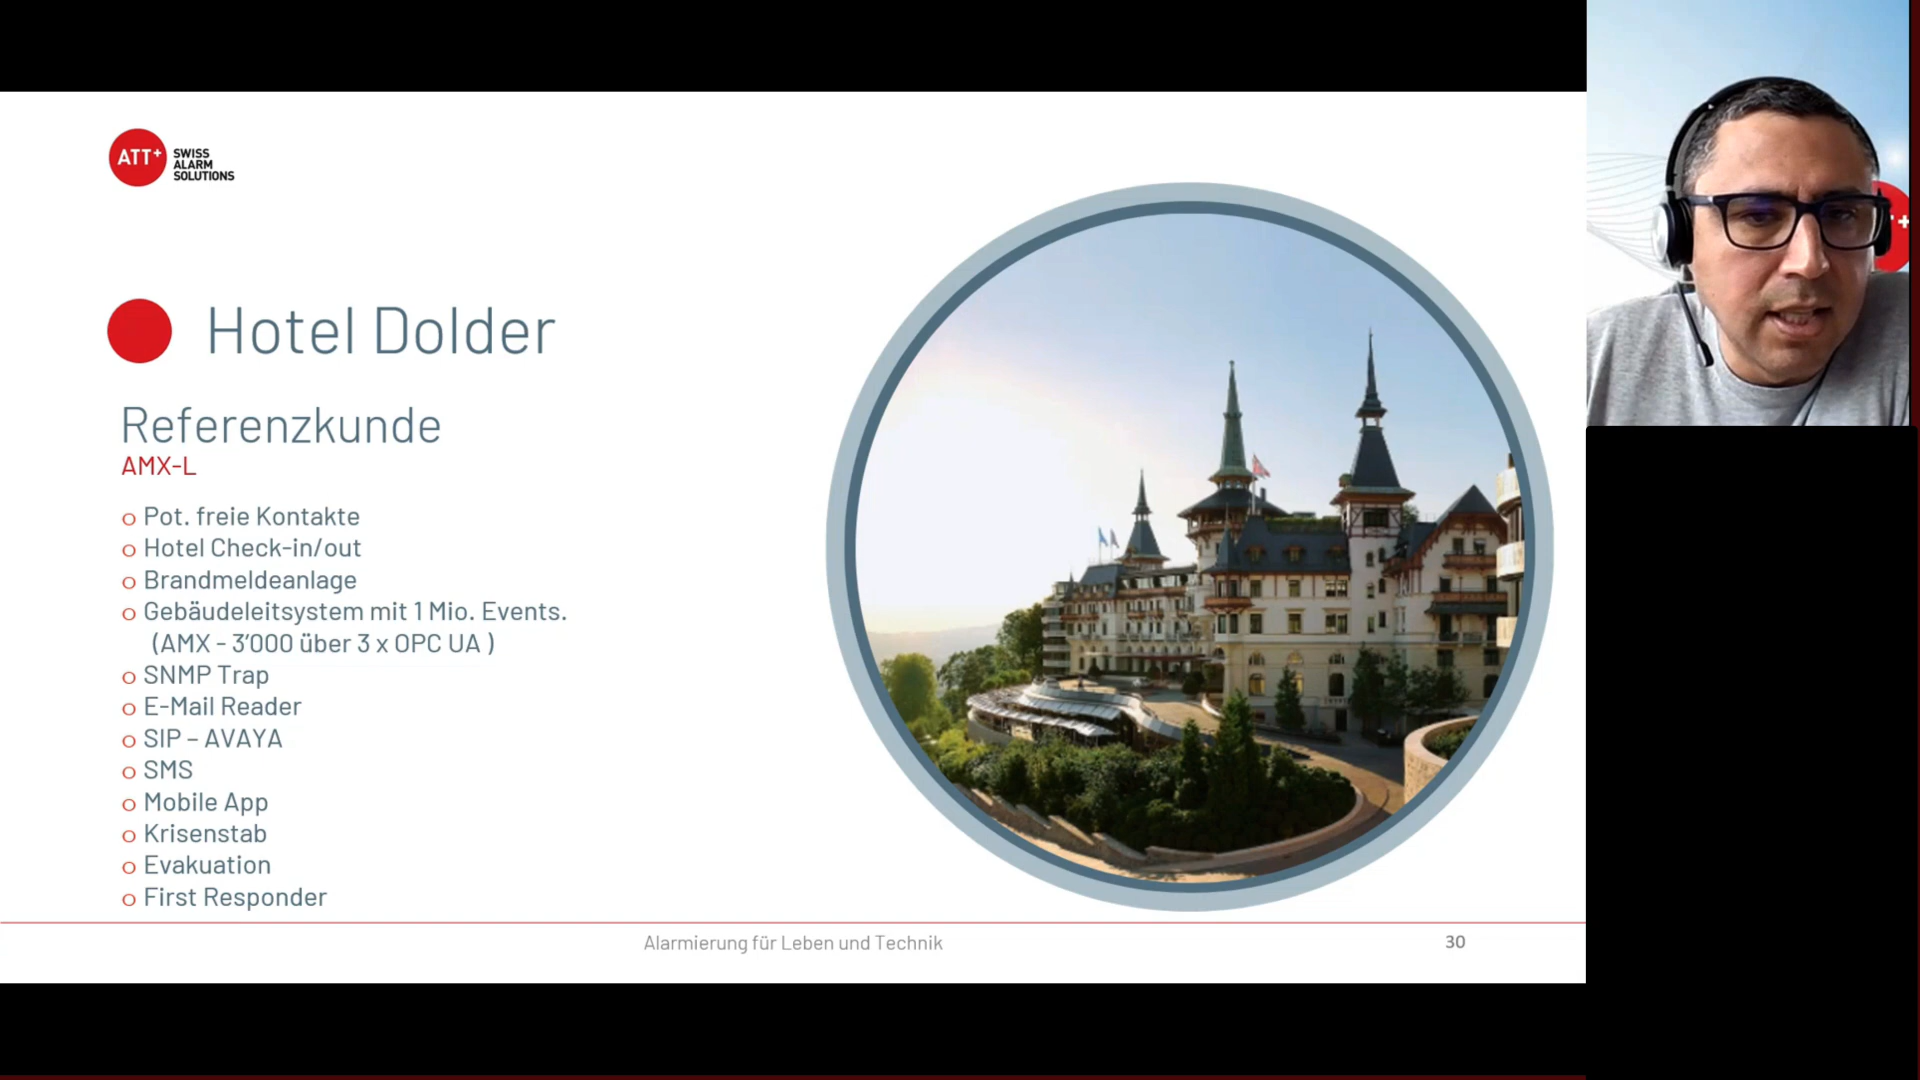 ATT+
SWISS
ALARM
SOLUTIONS
Hotel Dolder
Referenzkunde
AMX-L
o Pot. freie Kontakte
o Hotel Check-in/out
o Brandmeldeanlage
o Gebäudeleitsystem mit 1 Mio. Events.
(AMX - 3’000 über 3 x OPC UA )
o SNMP Trap
o E-Mail Reader
o SIP – AVAYA
o SMS
o Mobile App
o Krisenstab
o Evakuation
o First Responder
Alarmierung für Leben und Technik
30